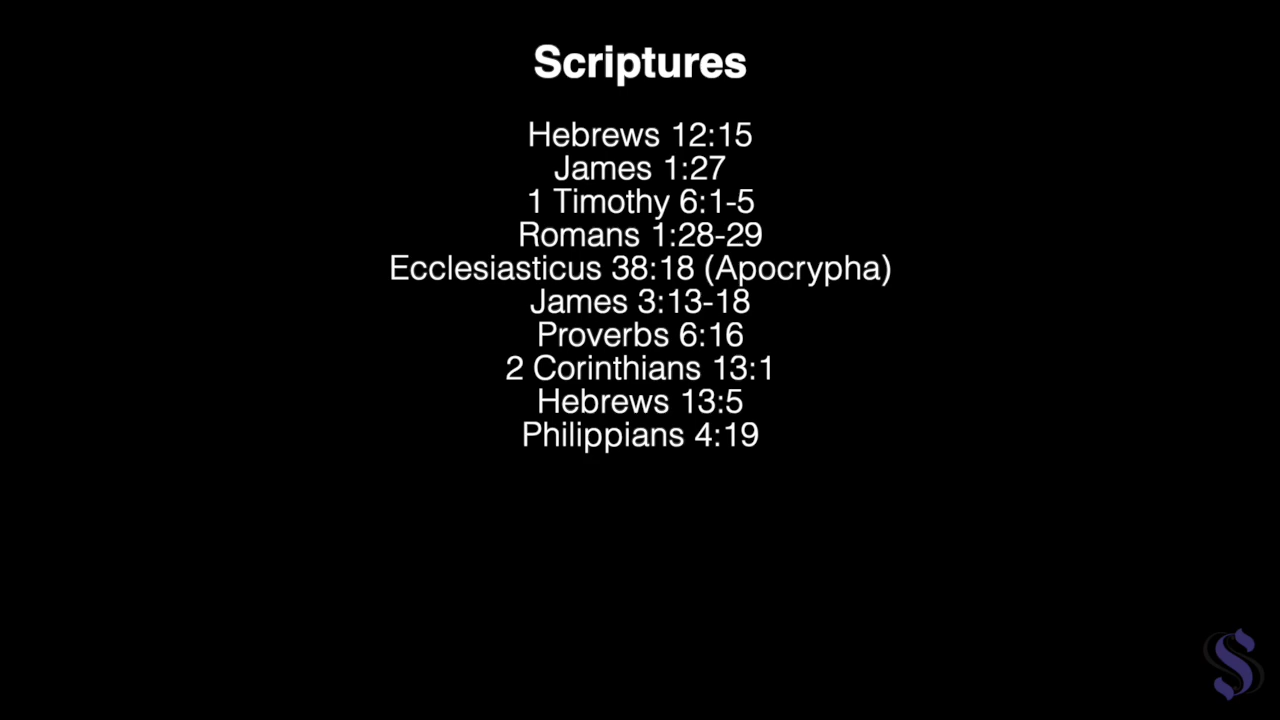 Scriptures
Hebrews 12:15
James 1:27
1 Timothy 6:1-5
Romans 1:28-29
Ecclesiasticus 38:18 (Apocrypha)
James 3:13-18
Proverbs 6:16
2 Corinthians 13:1
Hebrews 13:5
Philippians 4:19
S